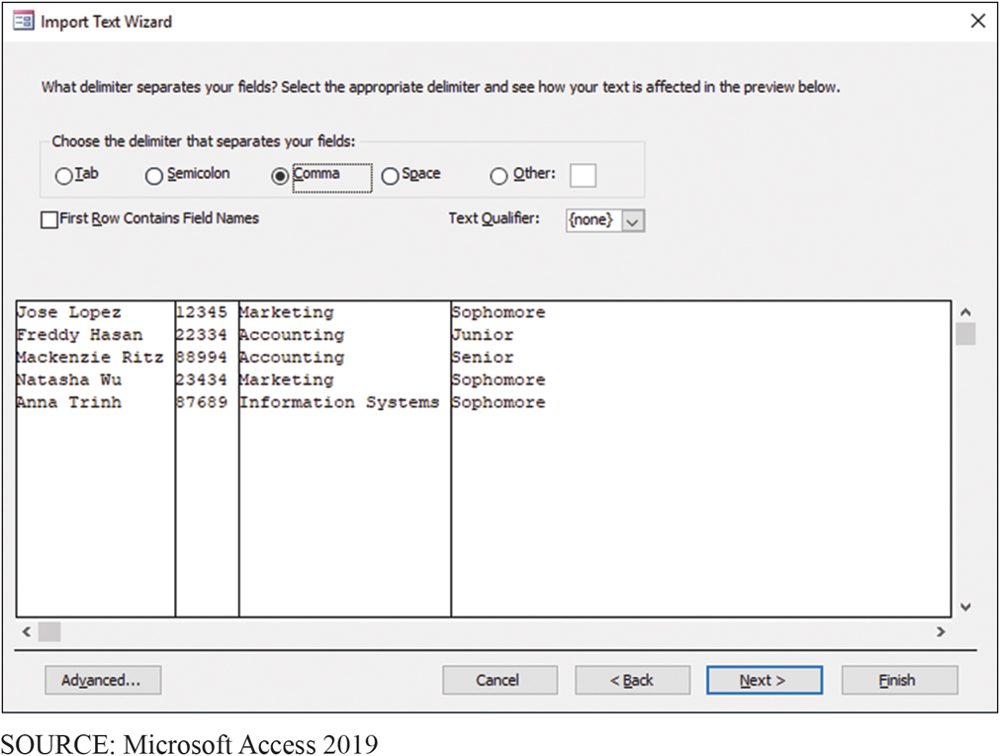 Import Text Wizard
What delimiter separates your fields? Select the appropriate delimiter and see how your text is affected in the preview below.
Choose the delimiter that separates your fields:
Tab Semicolon Comma Space Other:
First Row Contains Field Names Text Qualifier: {none}
Jose Lopez 12345 Marketing Sophomore
Freddy Hasan 22334 Accounting Junior
Mackenzie Ritz 88994 Accounting Senior
Natasha Wu 23434 Marketing Sophomore
Anna Trinh 87689 Information Systems Sophomore
Advanced... Cancel < Back Next > Finish
SOURCE: Microsoft Access 2019